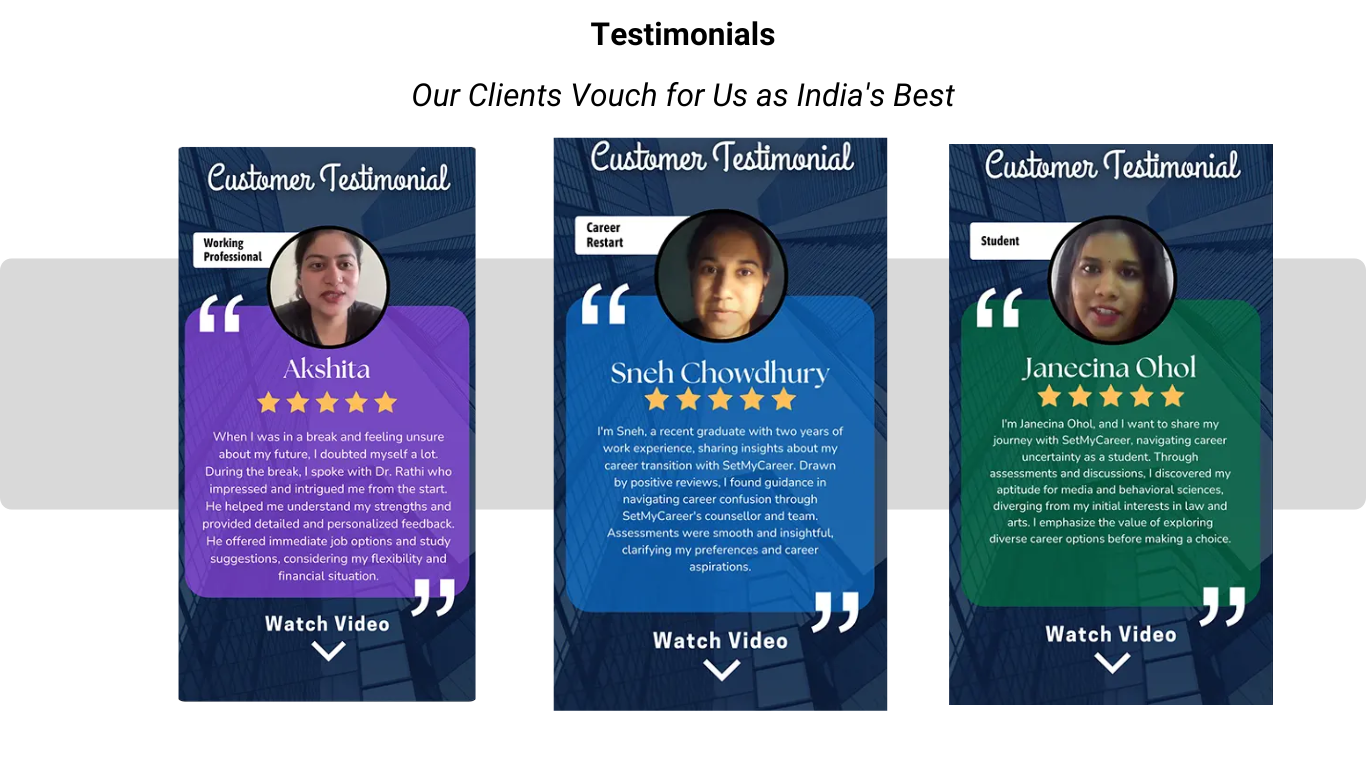 Testimonials
Our Clients Vouch for Us as India's Best
Customer Testimonial
Working
Professional
“
Akshita
When I was in a break and feeling unsure
about my future, I doubted myself a lot.
During the break, I spoke with Dr. Rathi who
impressed and intrigued me from the start.
He helped me understand my strengths and
provided detailed and personalized feedback.
He offered immediate job options and study
suggestions, considering my flexibility and
financial situation.
”
Watch Video
Customer Testimonial
Career
Restart
“
Sneh Chowdhury
I'm Sneh, a recent graduate with two years of
work experience, sharing insights about my
career transition with SetMyCareer. Drawn
by positive reviews, I found guidance in
navigating career confusion through
SetMyCareer's counsellor and team.
Assessments were smooth and insightful,
clarifying my preferences and career
aspirations.
”
Watch Video
Customer Testimonial
Student
“
Janecina Ohol
I'm Janecina Ohol, and I want to share my
journey with SetMyCareer, navigating career
uncertainty as a student. Through
assessments and discussions, I discovered my
aptitude for media and behavioral sciences,
diverging from my initial interests in law and
arts. I emphasize the value of exploring
diverse career options before making a choice.
”
Watch Video